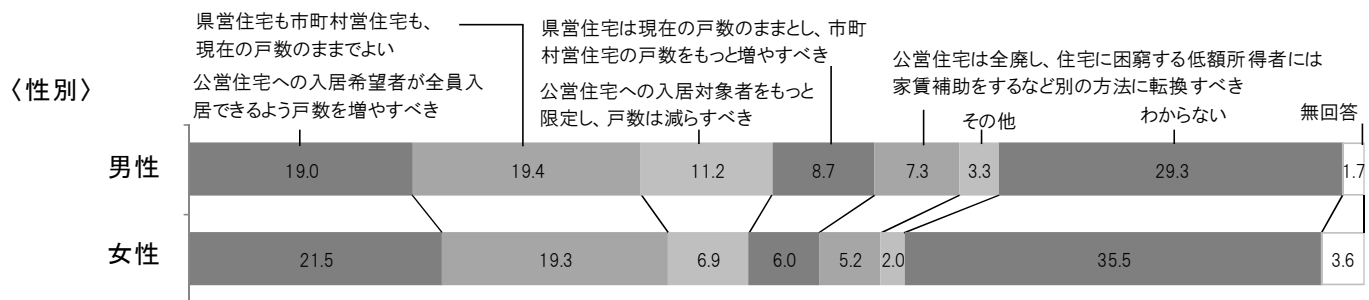 県営住宅も市町村営住宅も、
現在の戸数のままでよい
県営住宅は現在の戸数のままとし、市町
村営住宅の戸数をもっと増やすべき
公営住宅は全廃し、住宅に困窮する低額所得者には
家賃補助をするなど別の方法に転換すべき
〈性別〉
公営住宅への入居希望者が全員入
居できるよう戸数を増やすべき
公営住宅への入居対象者をもっと
限定し、戸数は減らすべき
その他
わからない
無回答
男性
19.0
19.4
11.2
8.7
7.3
3.3
29.3
1.7
女性
21.5
19.3
6.9
6.0
5.2
2.0
35.5
3.6